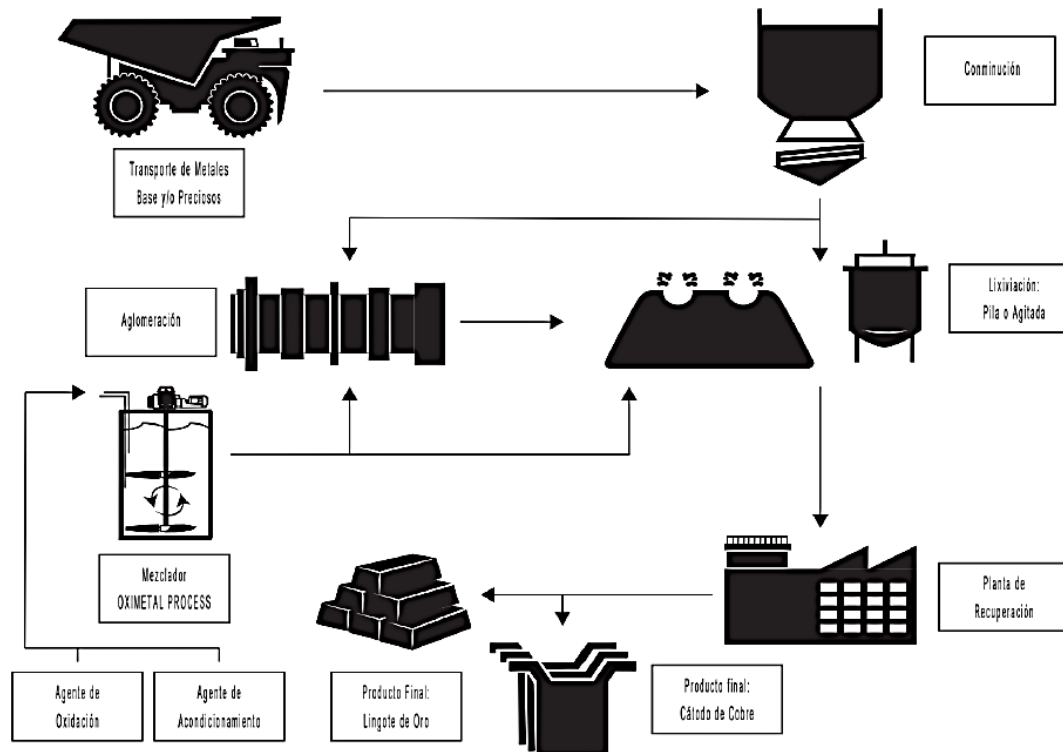 Conminución
Transporte de Metales
Base y/o Preciosos
Lixiviación:
Pila o Agitada
Aglomeración
Mezclador
OXIMETAL PROCESS
Planta de
Recuperación
Agente de
Oxidación
Agente de
Acondicionamiento
Producto Final:
Lingote de Oro
Producto final:
Cátodo de Cobre